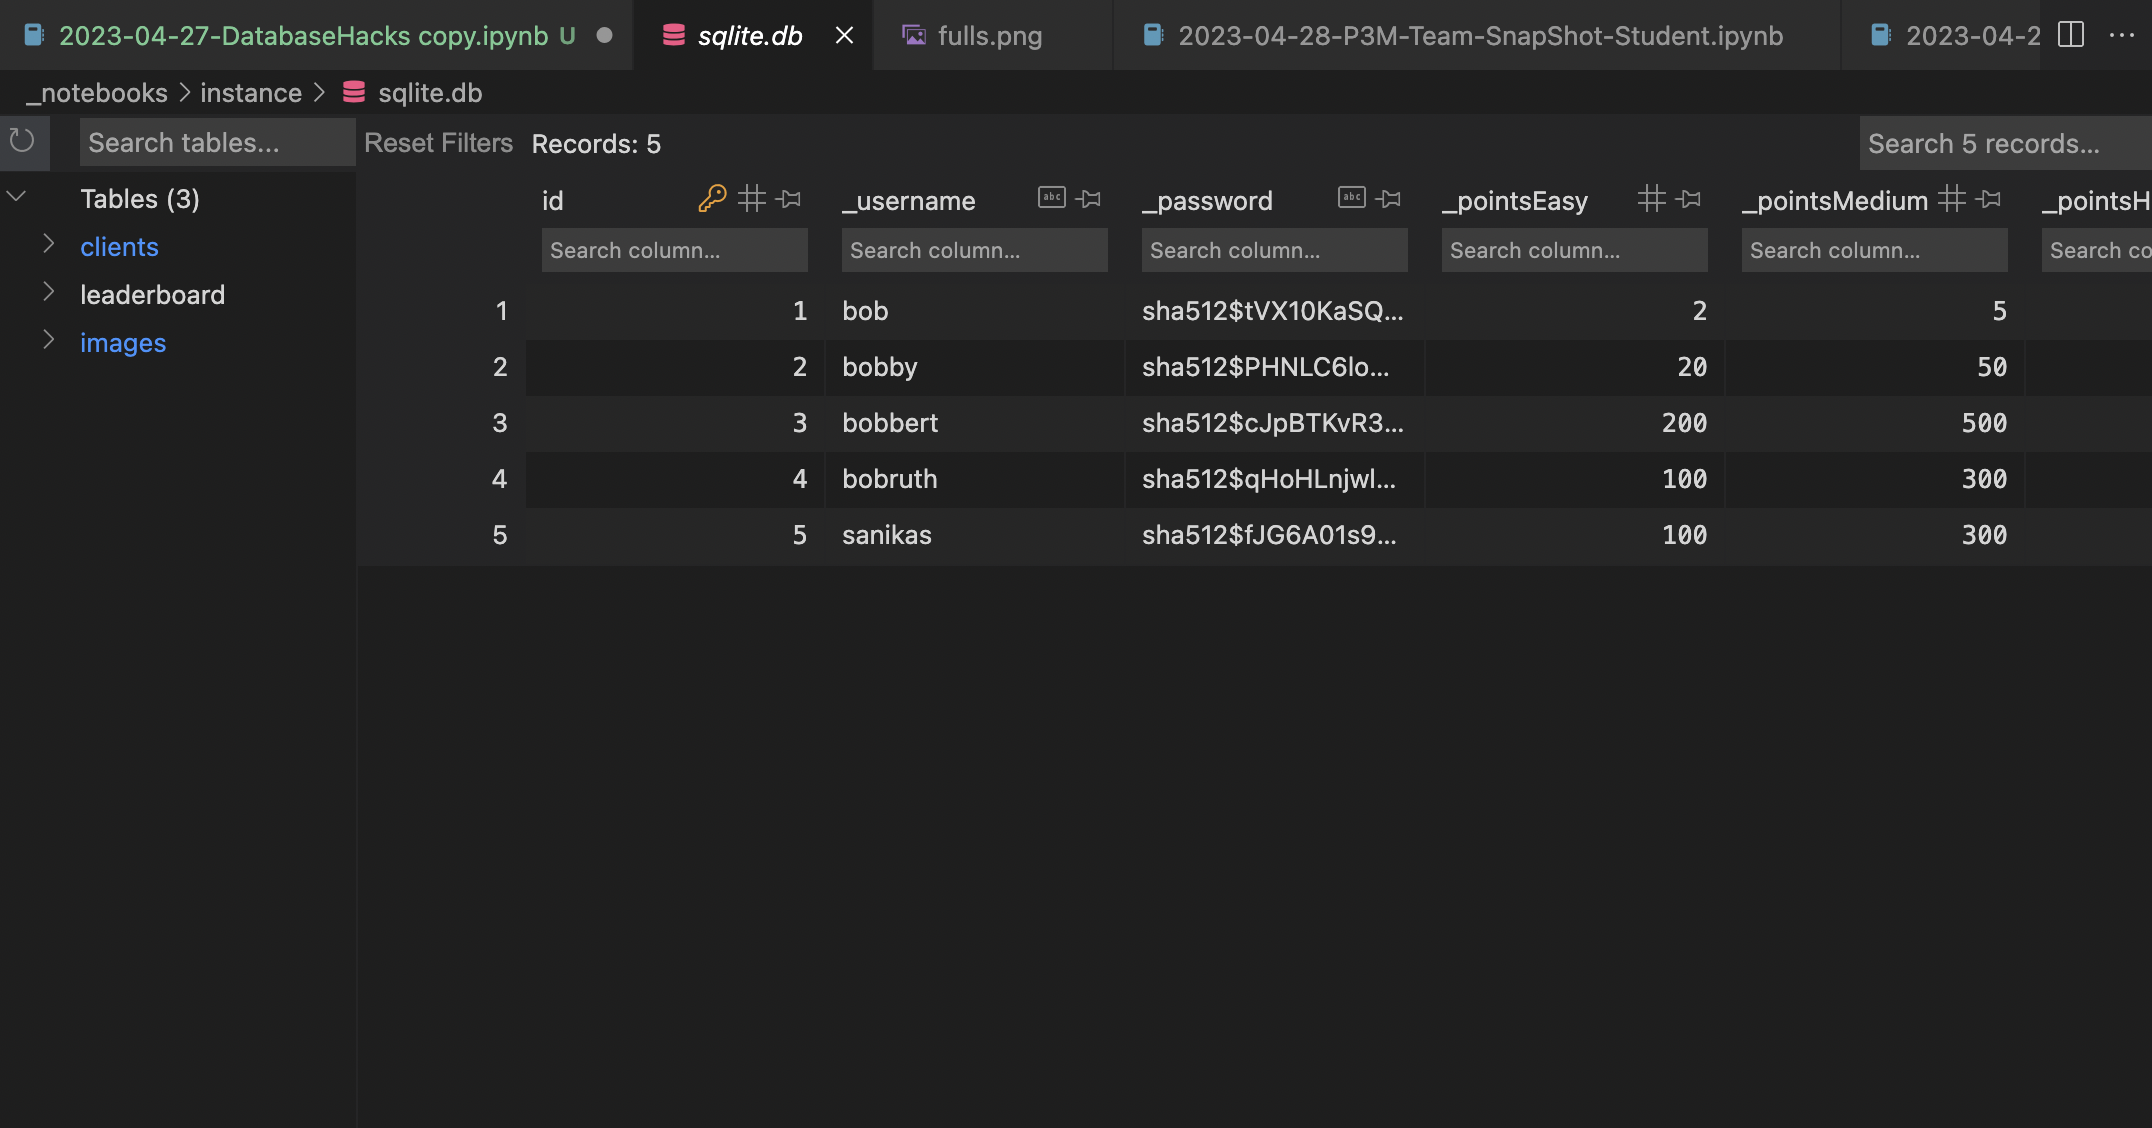 2023-04-27-DatabaseHacks copy.ipynb U sqlite.db fulls.png 2023-04-28-P3M-Team-SnapShot-Student.ipynb 2023-04-2
_notebooks instance sqlite.db
Search tables... Reset Filters Records: 5 Search 5 records...
Tables (3)
clients
leaderboard
images
id _username abc _password abc _pointsEasy _pointsMedium _pointsH
Search column... Search column... Search column... Search column... Search column... Search co
1 1 bob sha512$tVX10KaSQ... 2 5
2 2 bobby sha512$PHNLC6lo... 20 50
3 3 bobbert sha512$cJpBTKvR3... 200 500
4 4 bobruth sha512$qHoHLnjwl... 100 300
5 5 sanikas sha512$fJG6A01s9... 100 300